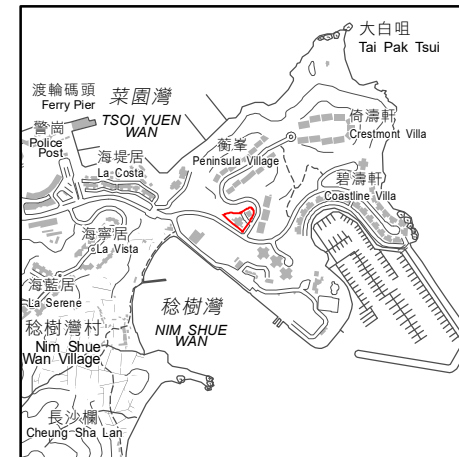 大白咀
Tai Pak Tsui
渡輪碼頭
Ferry Pier
菜園灣
TSOI YUEN
WAN
警崗
Police
Post
海堤居
La Costa
蘅峯
Peninsula Village
倚濤軒
Crestmont Villa
碧濤軒
Coastline Villa
海寧居
La Vista
海藍居
La Serene
稔樹灣
NIM SHUE
WAN
稔樹灣村
Nim Shue
Wan Village
長沙欄
Cheung Sha Lan